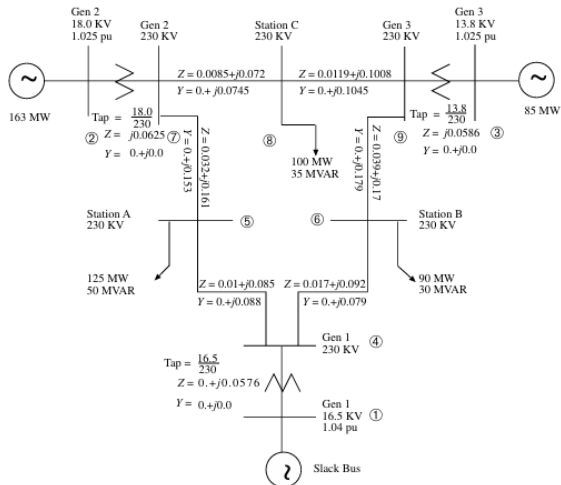 Gen 2
18.0 KV
1.025 pu
Gen 2
230 KV
Station C
230 KV
Gen 3
230 KV
Gen 3
13.8 KV
1.025 pu
~
163 MW
Z = 0.0085+j0.072
Y = 0.+ j0.0745
Z = 0.0119+j0.1008
Y = 0.+j0.1045
~
85 MW
Tap = 18.0
230
② Z = j0.0625 ⑦
Y = 0.+j0.0
Z = 0.032+j0.161
Y = 0.+j0.153
⑧
100 MW
35 MVAR
Z = 0.039+j0.17
Y = 0.+j0.179
⑨
Tap = 13.8
230
Z = j0.0586 ③
Y = 0.+j0.0
Station A
230 KV
⑤
⑥
Station B
230 KV
125 MW
50 MVAR
Z = 0.01+j0.085
Y = 0.+j0.088
Z = 0.017+j0.092
Y = 0.+j0.079
90 MW
30 MVAR
Gen 1
230 KV ④
Tap = 16.5
230
Z = 0.+j0.0576
Y = 0.+j0.0
Gen 1
16.5 KV ①
1.04 pu
~
Slack Bus